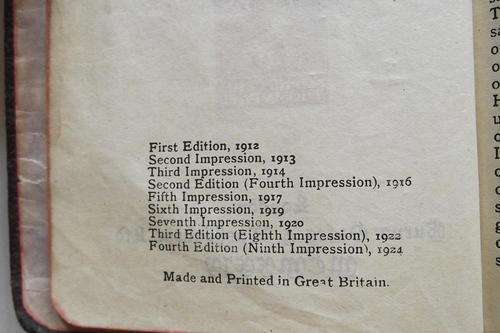 First Edition, 1912
Second Impression, 1913
Third Impression, 1914
Second Edition (Fourth Impression), 1916
Fifth Impression, 1917
Sixth Impression, 1919
Seventh Impression, 1920
Third Edition (Eighth Impression), 1922
Fourth Edition (Ninth Impression), 1924
Made and Printed in Great Britain.